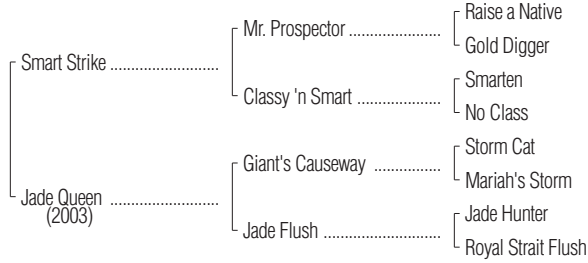 Raise a Native
Mr. Prospector ....................
Gold Digger
Smart Strike ........................
Smarten
Classy 'n Smart ..................
No Class
Storm Cat
Giant's Causeway ..............
Mariah's Storm
Jade Queen ........................
(2003)
Jade Hunter
Jade Flush ..........................
Royal Strait Flush